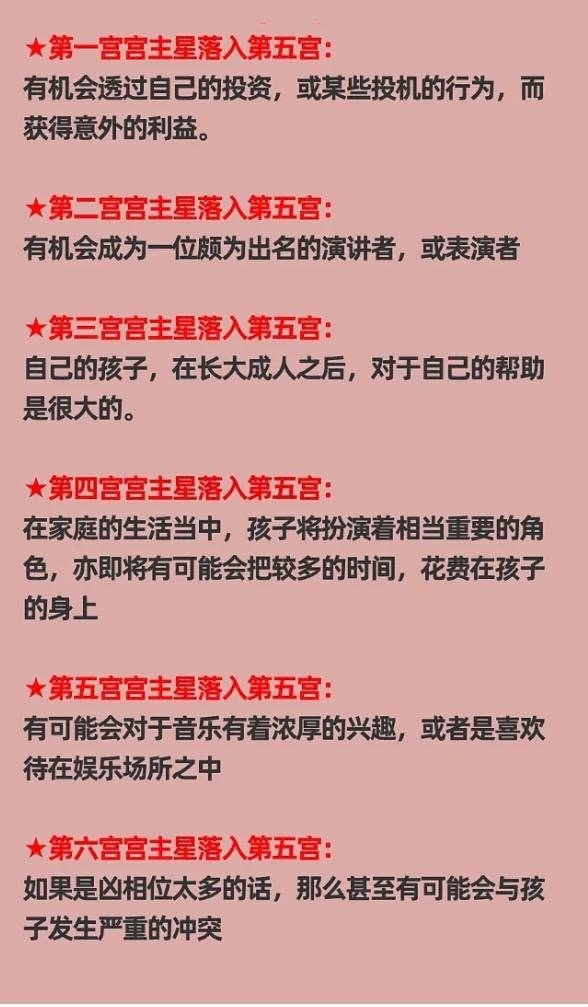 ★第一宫宫主星落入第五宫：
有机会透过自己的投资，或某些投机的行为，而
获得意外的利益。
★第二宫宫主星落入第五宫：
有机会成为一位颇为出名的演讲者，或表演者
★第三宫宫主星落入第五宫：
自己的孩子，在长大成人之后，对于自己的帮助
是很大的。
★第四宫宫主星落入第五宫：
在家庭的生活当中，孩子将扮演着相当重要的角
色，亦即将有可能会把较多的时间，花费在孩子
的身上
★第五宫宫主星落入第五宫：
有可能会对于音乐有着浓厚的兴趣，或者是喜欢
待在娱乐场所之中
★第六宫宫主星落入第五宫：
如果是凶相位太多的话，那么甚至有可能会与孩
子发生严重的冲突